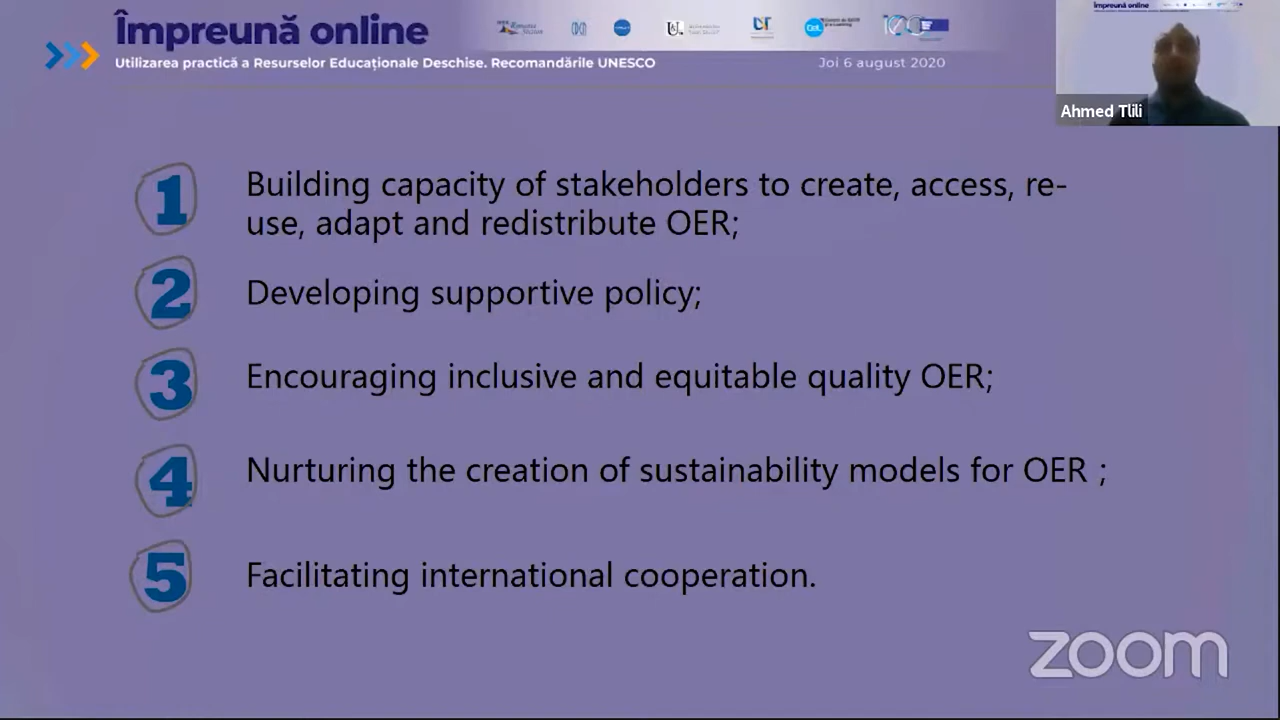 Împreună online
Utilizarea practică a Resurselor Educaționale Deschise. Recomandările UNESCO
Joi 6 august 2020
Împreună online
Ahmed Tlili
1
Building capacity of stakeholders to create, access, re-
use, adapt and redistribute OER;
2
Developing supportive policy;
3
Encouraging inclusive and equitable quality OER;
4
Nurturing the creation of sustainability models for OER ;
5
Facilitating international cooperation.
zoom